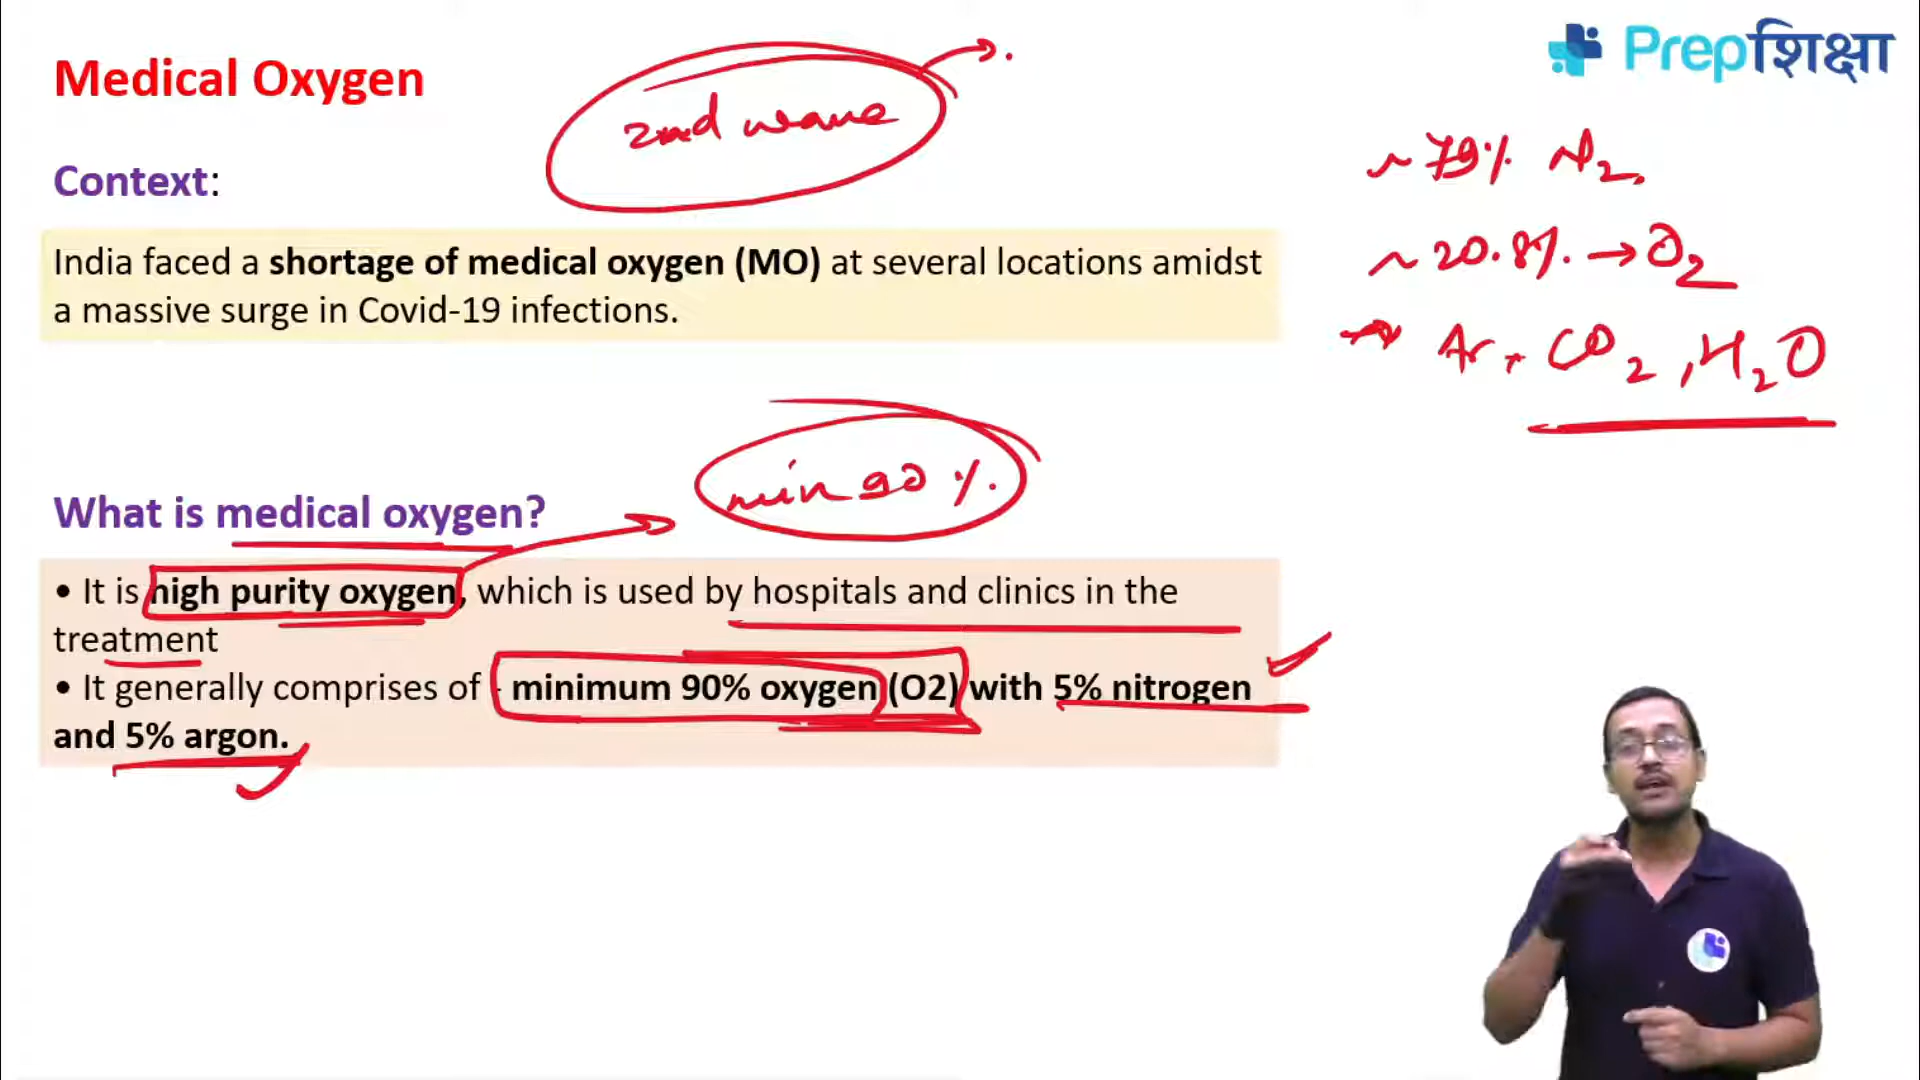 Medical Oxygen
2nd wave
Prepशिक्षा
~ 79% N2
~ 20.8% → O2
→ Ar, CO2, H2O
Context:
India faced a shortage of medical oxygen (MO) at several locations amidst
a massive surge in Covid-19 infections.
min 90 %
What is medical oxygen?
• It is high purity oxygen, which is used by hospitals and clinics in the
treatment
• It generally comprises of - minimum 90% oxygen (O2) with 5% nitrogen
and 5% argon.